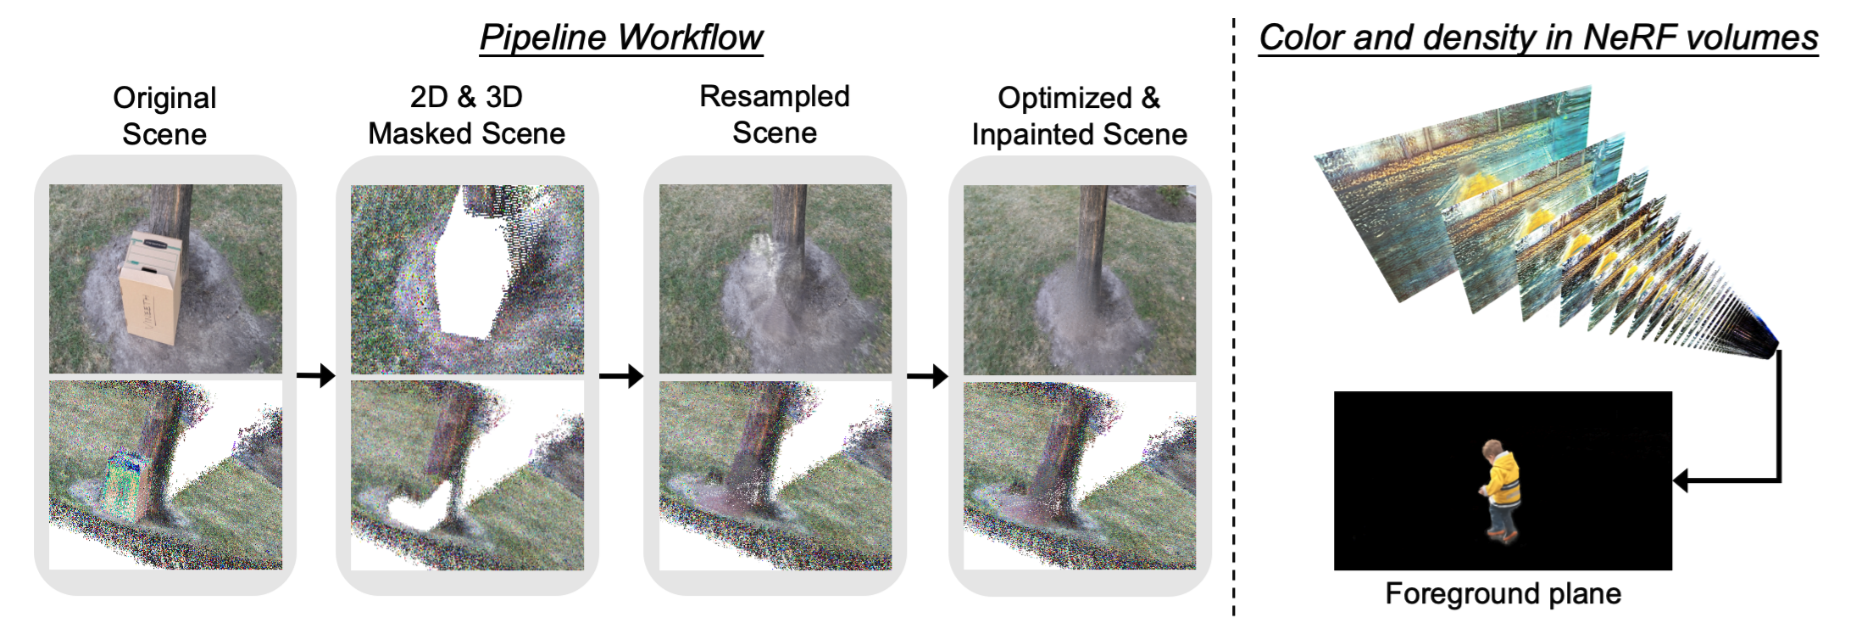 Pipeline Workflow
Color and density in NeRF volumes
Original
Scene
2D & 3D
Masked Scene
Resampled
Scene
Optimized &
Inpainted Scene
Foreground plane